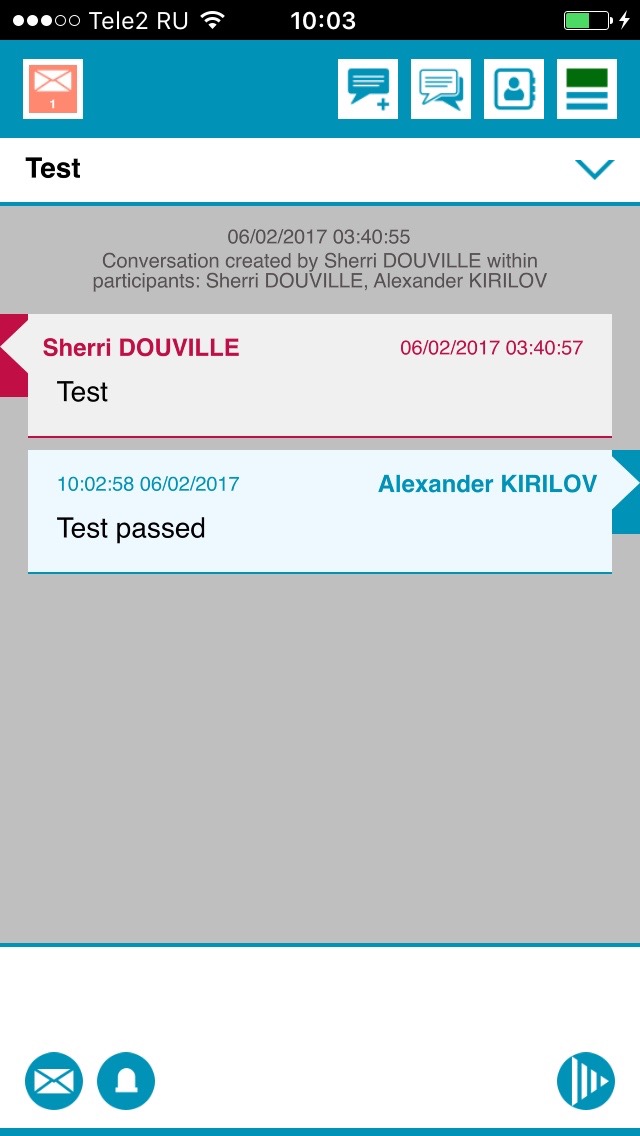 Tele2 RU 10:03
1
Test
06/02/2017 03:40:55
Conversation created by Sherri DOUVILLE within
participants: Sherri DOUVILLE, Alexander KIRILOV
Sherri DOUVILLE 06/02/2017 03:40:57
Test
10:02:58 06/02/2017 Alexander KIRILOV
Test passed